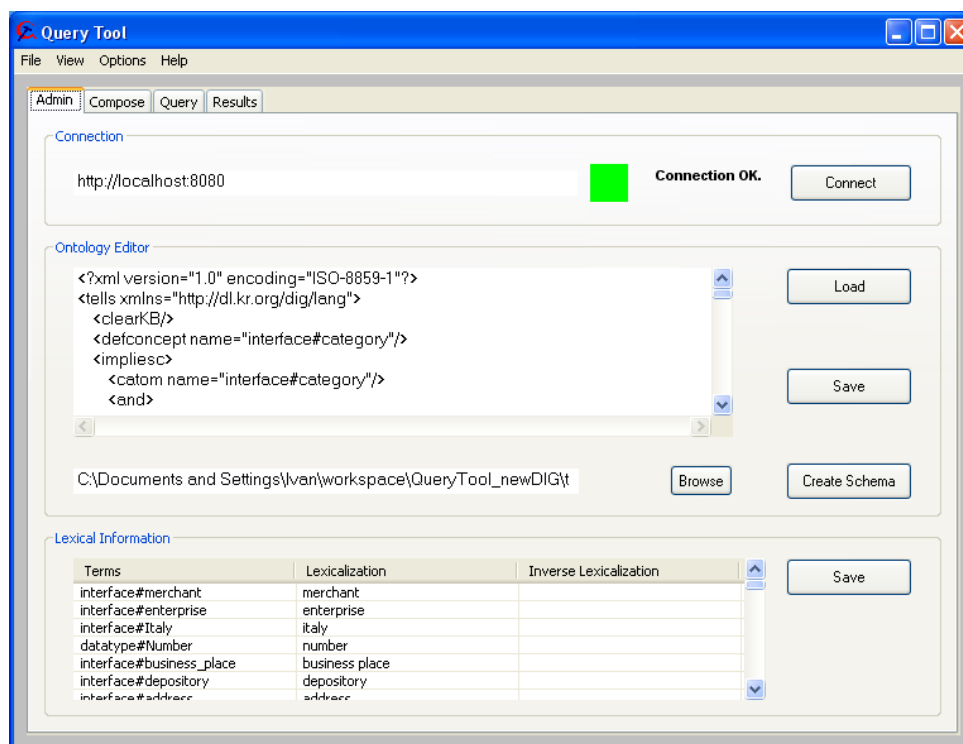 Query Tool
File View Options Help
Admin Compose Query Results
Connection
http://localhost:8080 Connection OK. Connect
Ontology Editor
<?xml version="1.0" encoding="ISO-8859-1"?>
<tells xmlns="http://dl.kr.org/dig/lang">
<clearKB/>
<defconcept name="interface#category"/>
<impliesc>
<catom name="interface#category"/>
<and>
Load
Save
C:\Documents and Settings\Ivan\workspace\QueryTool_newDIG\t Browse Create Schema
Lexical Information
Terms Lexicalization Inverse Lexicalization
Save
interface#merchant merchant
interface#enterprise enterprise
interface#Italy italy
datatype#Number number
interface#business_place business place
interface#depository depository
interface#address address